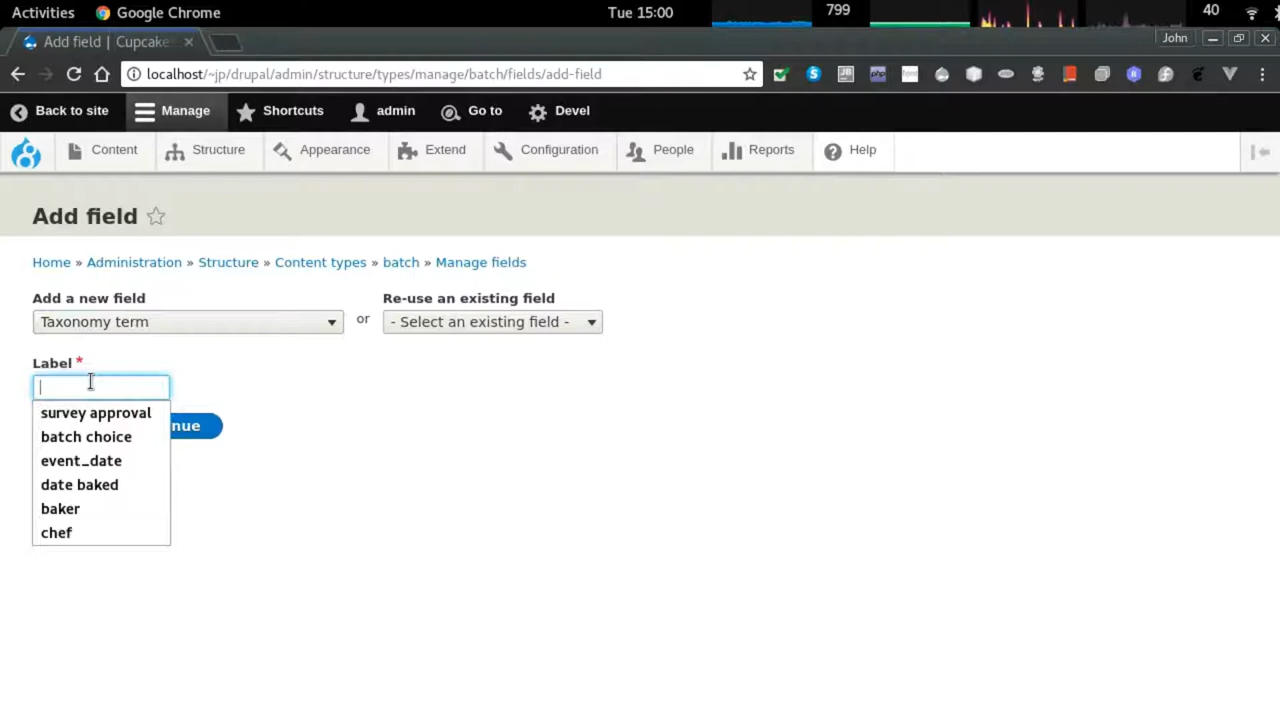 Activities Google Chrome Tue 15:00 799 40
Add field | Cupcake John
localhost/~jp/drupal/admin/structure/types/manage/batch/fields/add-field
Back to site Manage Shortcuts admin Go to Devel
Content Structure Appearance Extend Configuration People Reports Help
Add field
Home » Administration » Structure » Content types » batch » Manage fields
Add a new field Re-use an existing field
Taxonomy term or - Select an existing field -
Label *
survey approval
nue
batch choice
event_date
date baked
baker
chef